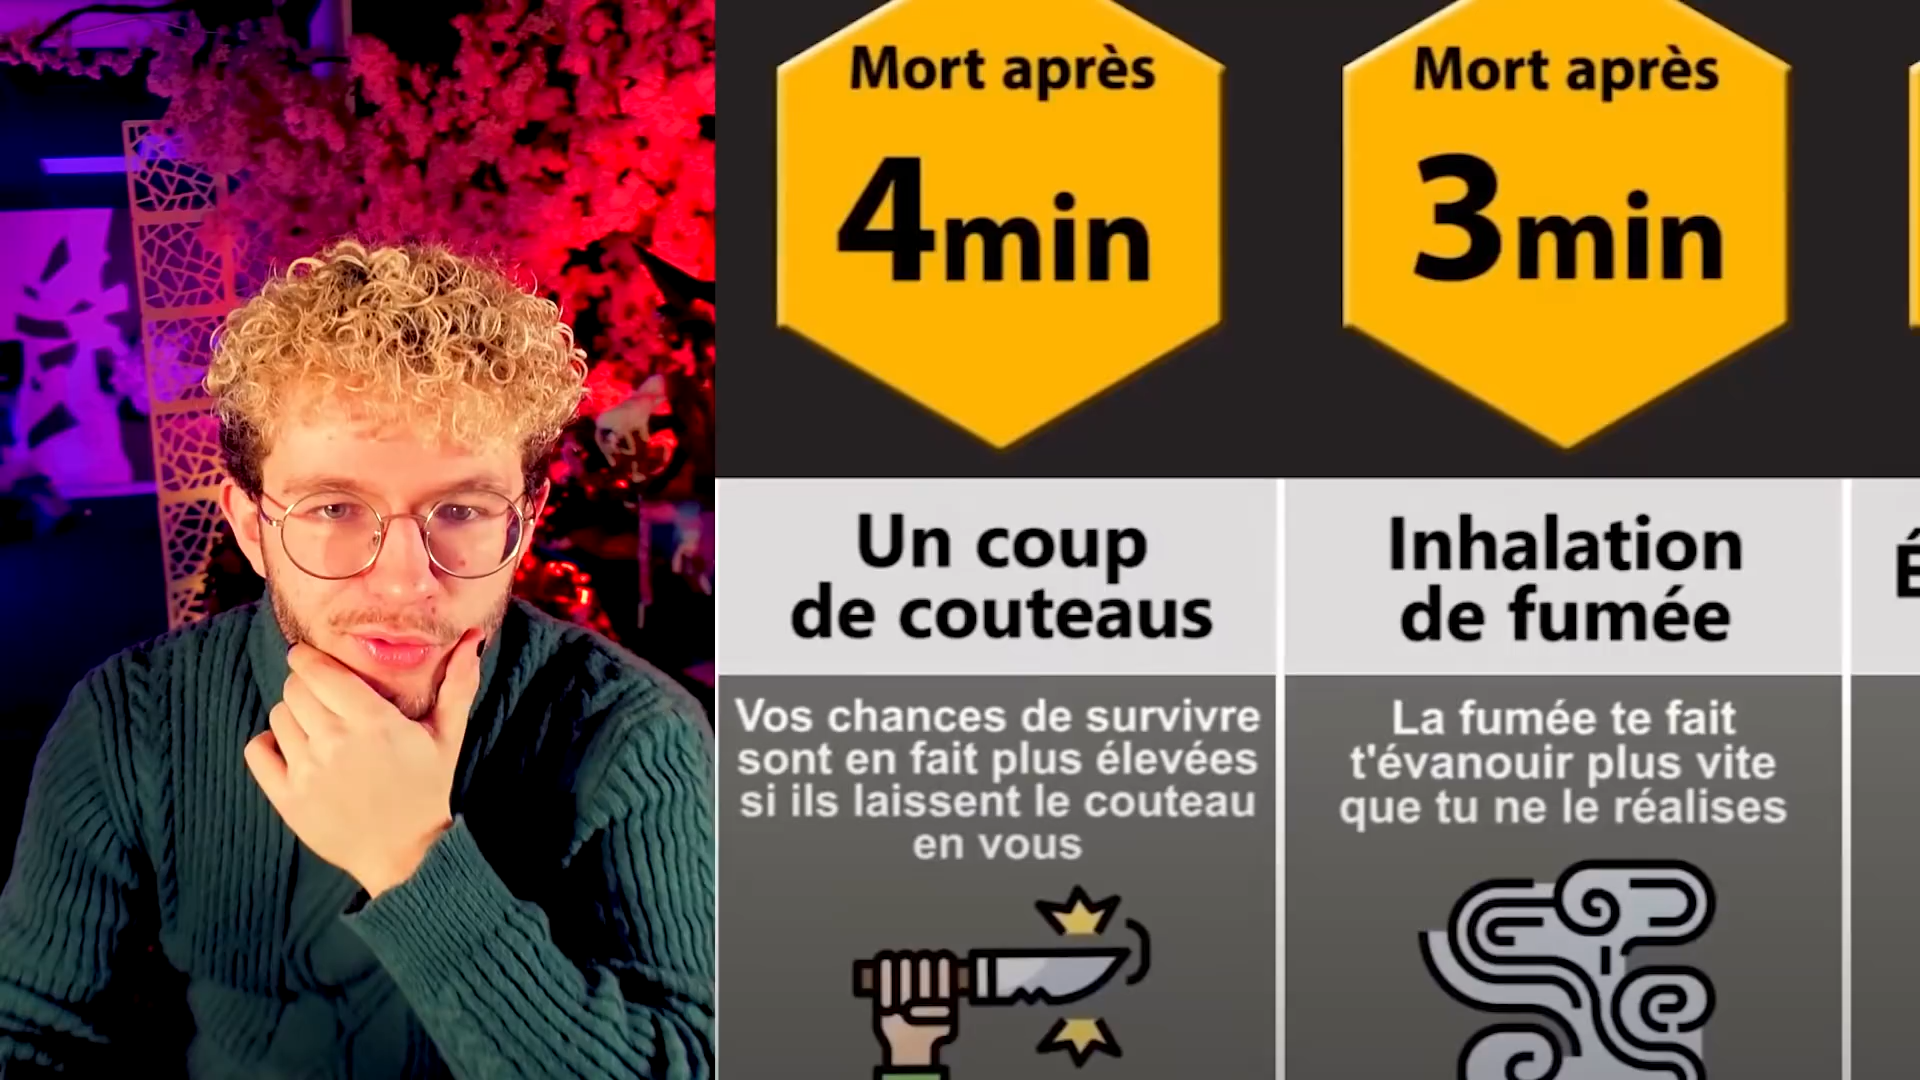 Mort après
4min
Un coup
de couteaus
Vos chances de survivre
sont en fait plus élevées
si ils laissent le couteau
en vous
Mort après
3min
Inhalation
de fumée
La fumée te fait
t'évanouir plus vite
que tu ne le réalises